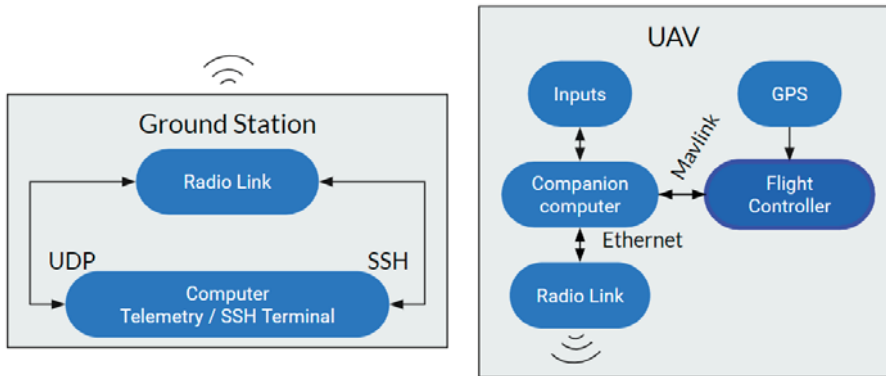 Ground Station
Radio Link
UDP
SSH
Computer
Telemetry / SSH Terminal
UAV
Inputs
GPS
Mavlink
Companion
computer
Flight
Controller
Ethernet
Radio Link